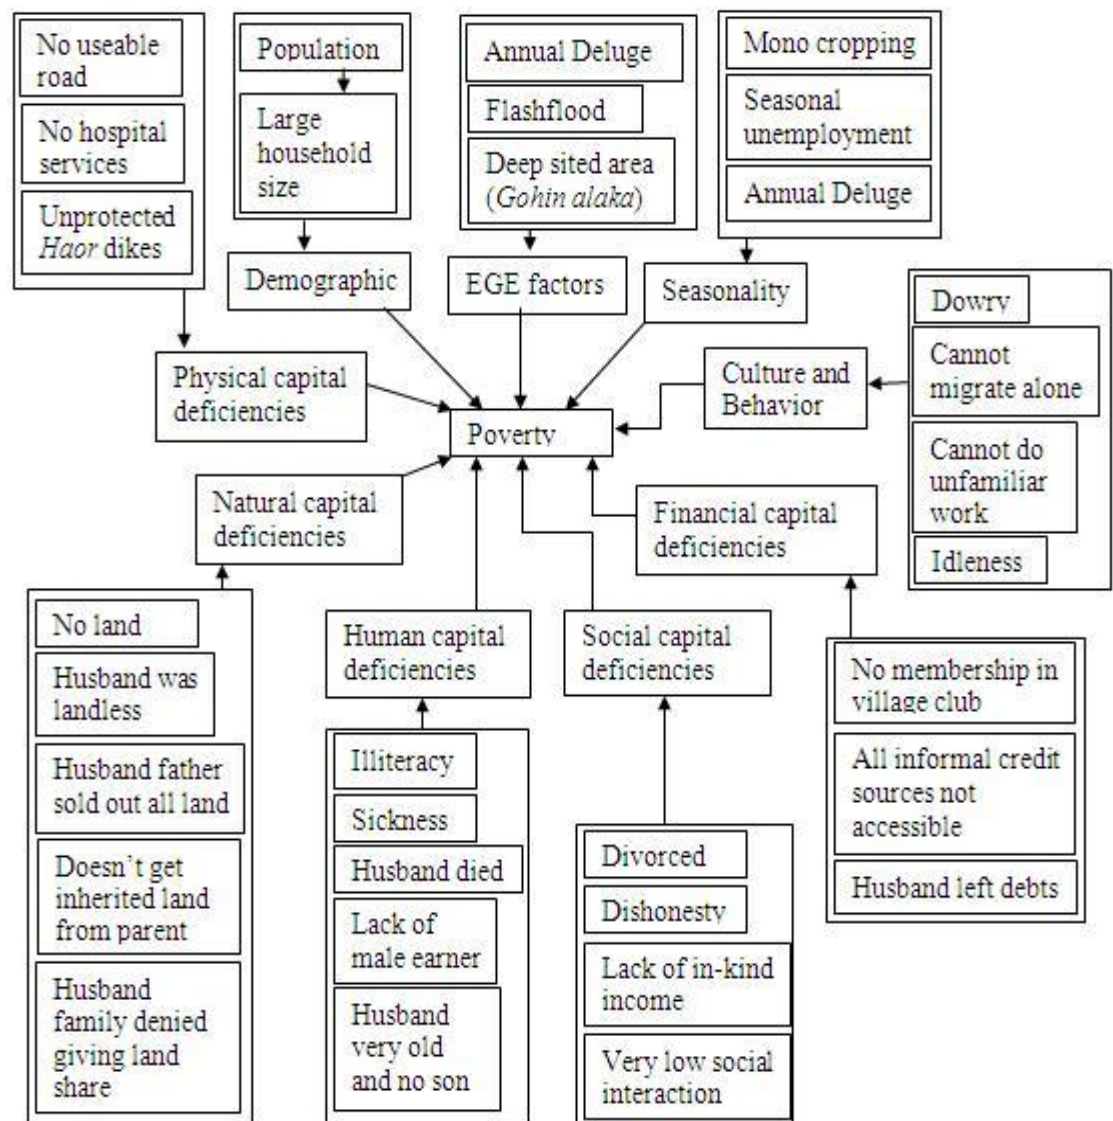 No useable
road
No hospital
services
Unprotected
Haor dikes
Population
Large
household
size
Annual Deluge
Flashflood
Deep sited area
(Gohin alaka)
Mono cropping
Seasonal
unemployment
Annual Deluge
Demographic
EGE factors
Seasonality
Physical capital
deficiencies
Culture and
Behavior
Dowry
Cannot
migrate alone
Cannot do
unfamiliar
work
Idleness
Poverty
Natural capital
deficiencies
Financial capital
deficiencies
Human capital
deficiencies
Social capital
deficiencies
No land
Husband was
landless
Husband father
sold out all land
Doesn't get
inherited land
from parent
Husband
family denied
giving land
share
Illiteracy
Sickness
Husband died
Lack of
male earner
Husband
very old
and no son
Divorced
Dishonesty
Lack of in-kind
income
Very low social
interaction
No membership in
village club
All informal credit
sources not
accessible
Husband left debts